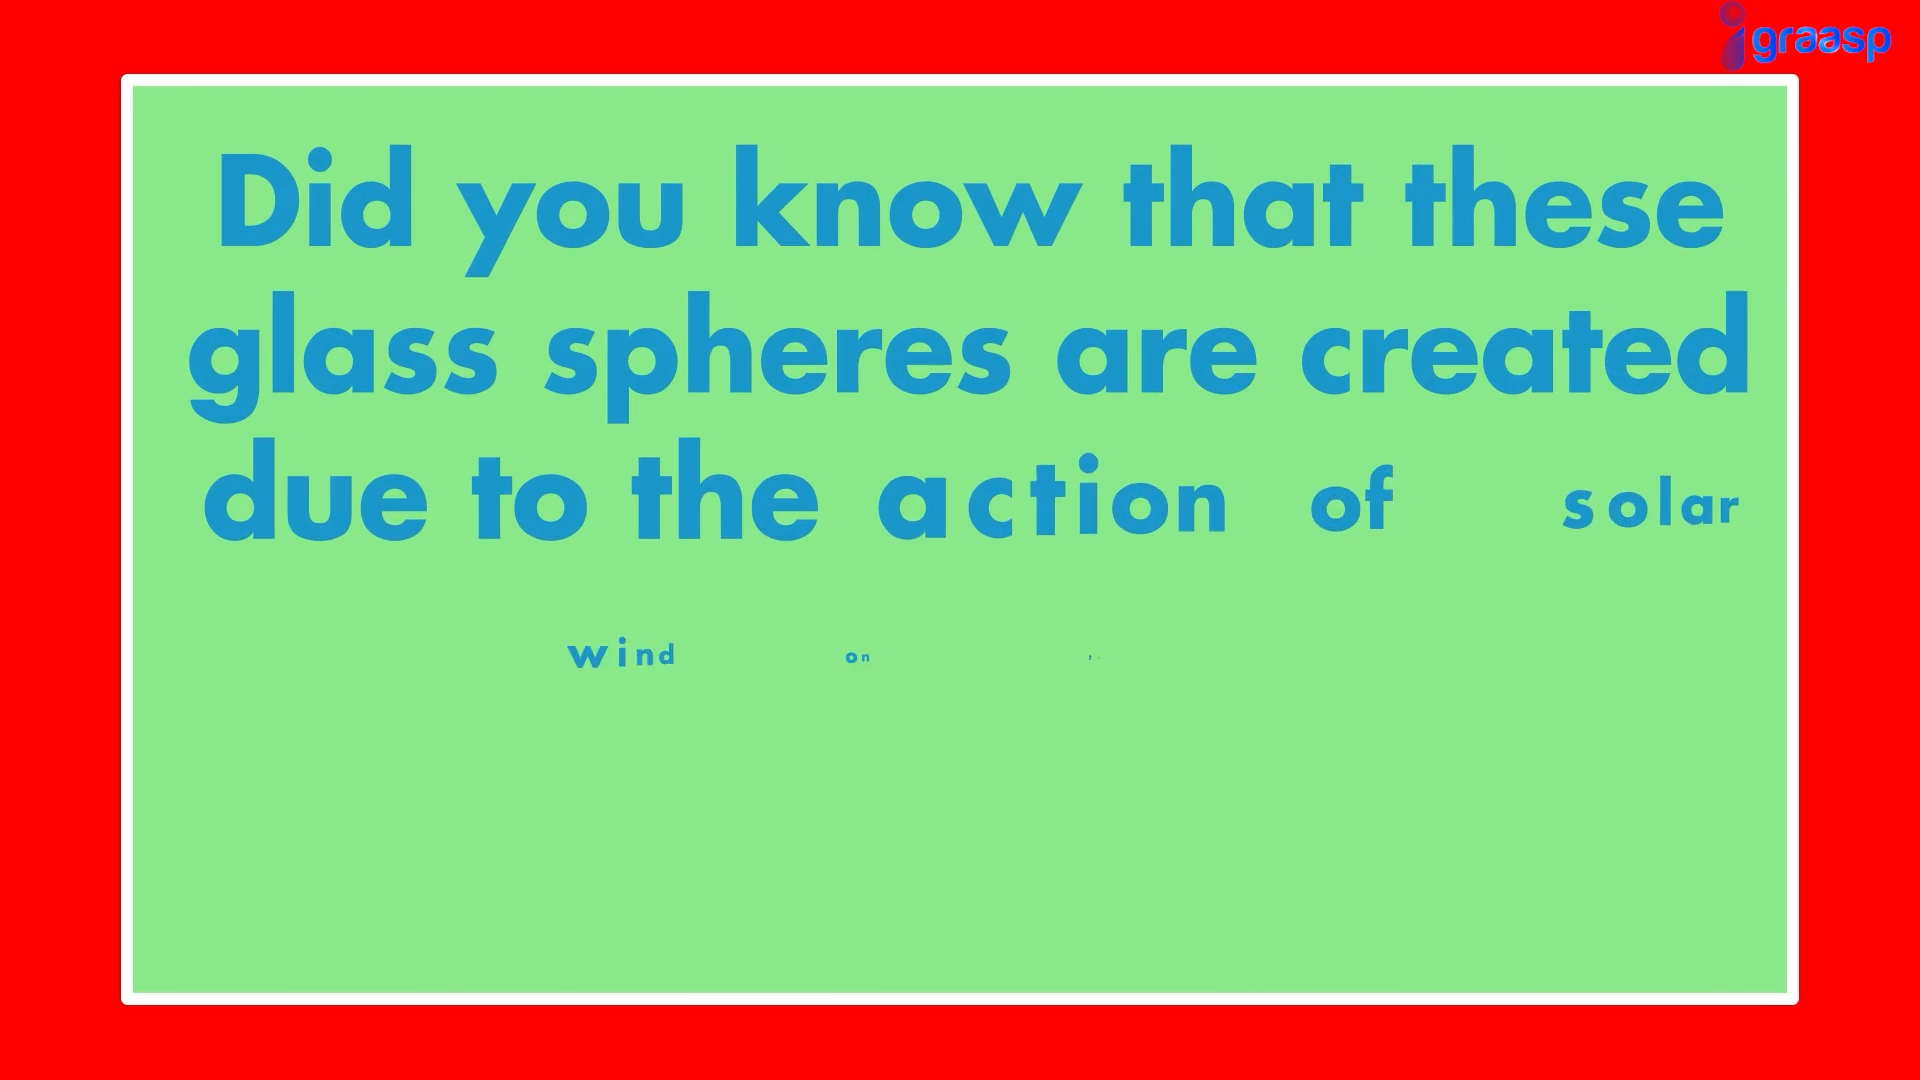 igraasp
Did you know that these
glass spheres are created
due to the action of solar
wind on